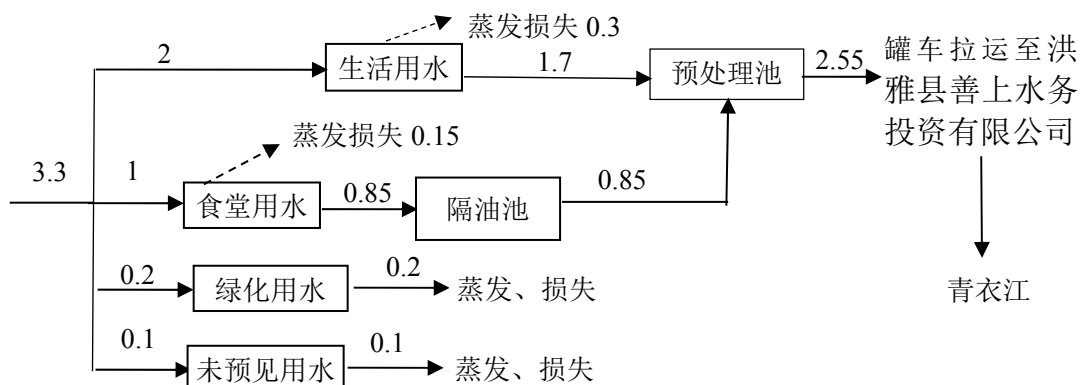 蒸发损失 0.3
2
生活用水
1.7
预处理池
2.55
罐车拉运至洪
雅县善上水务
投资有限公司
蒸发损失 0.15
3.3
1
食堂用水
0.85
隔油池
0.85
0.2
绿化用水
0.2
蒸发、损失
青衣江
0.1
未预见用水
0.1
蒸发、损失